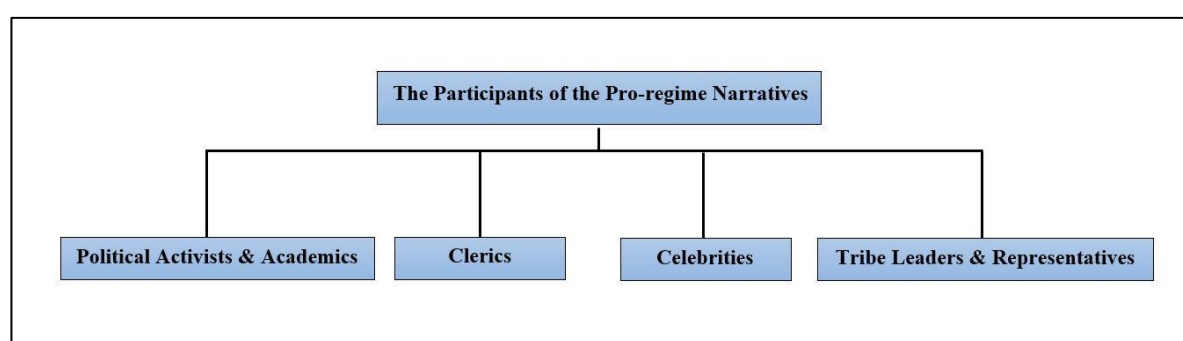 The Participants of the Pro-regime Narratives
Political Activists & Academics
Clerics
Celebrities
Tribe Leaders & Representatives